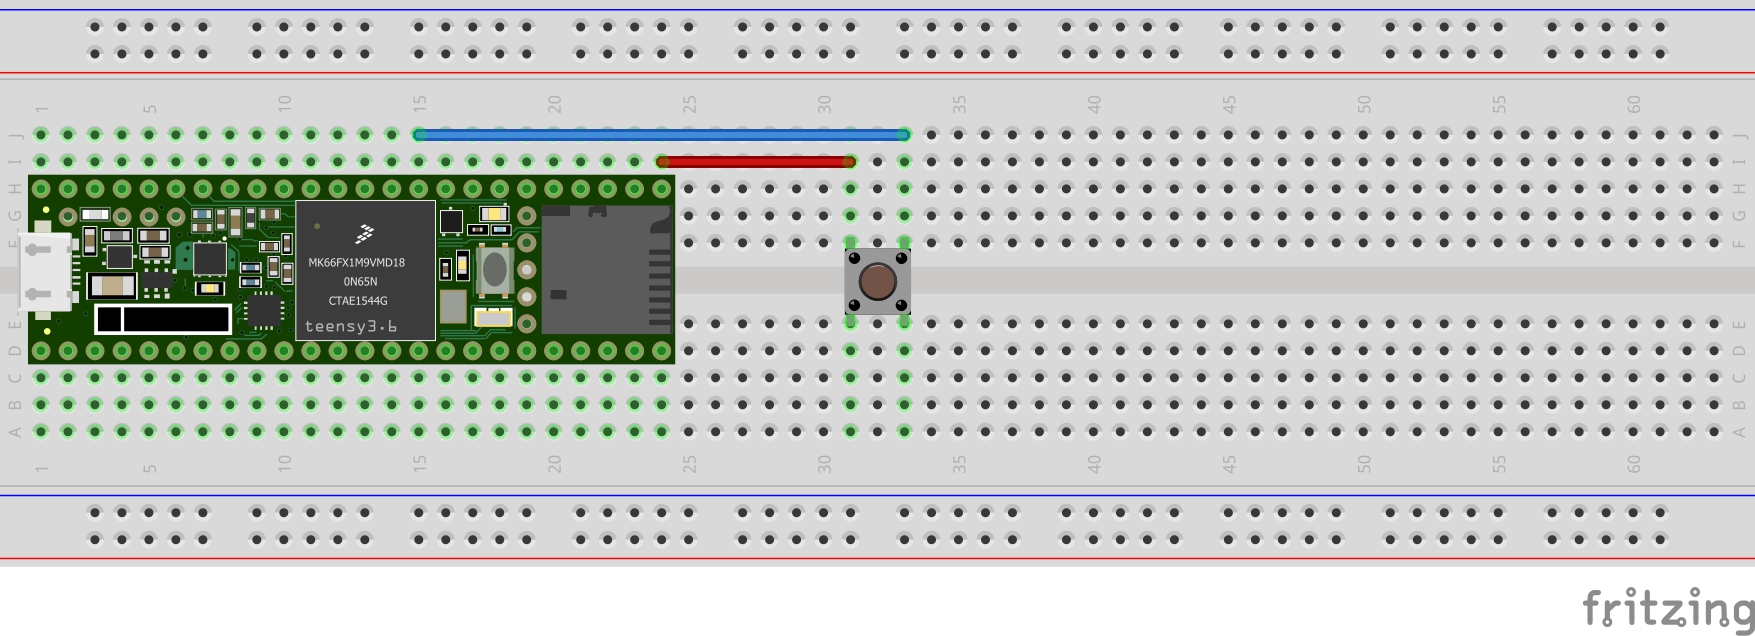 1 5 10 15 20 25 30 35 40 45 50 55 60
J J
I I
H H
G G
F F
MK66FX1M9VMD18
0N65N
CTAE1544G
teensy3.6
E E
D D
C C
B B
A A
1 5 10 15 20 25 30 35 40 45 50 55 60
fritzing